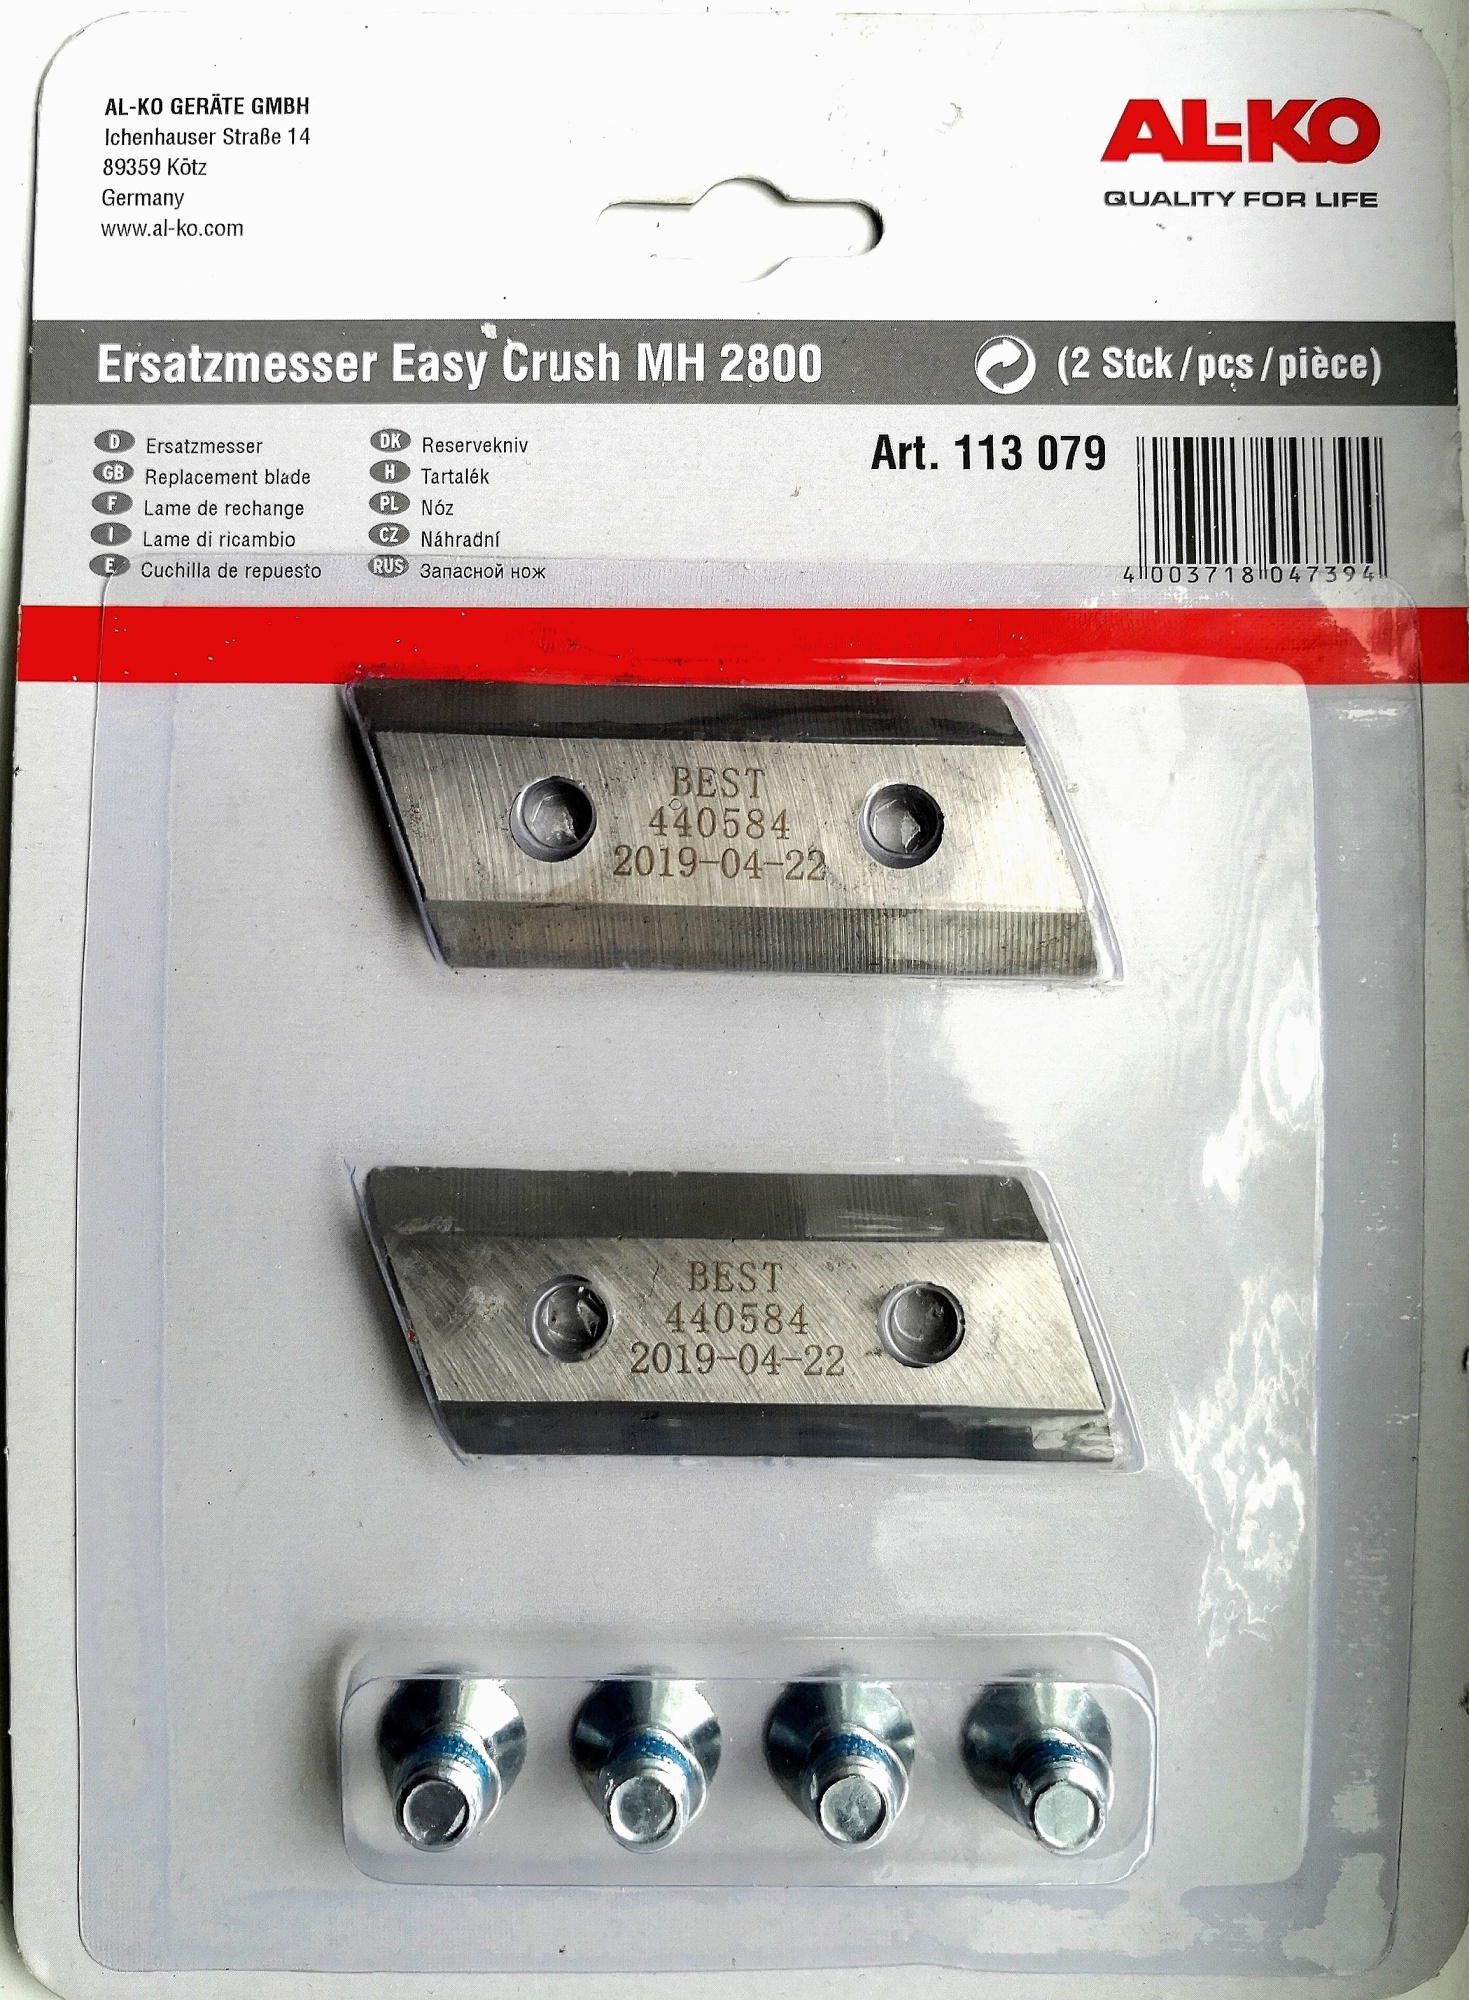 AL-KO GERÄTE GMBH
Ichenhauser Straße 14
89359 Kötz
Germany
www.al-ko.com
AL-KO
QUALITY FOR LIFE
Ersatzmesser Easy Crush MH 2800
(2 Stck/pcs/pièce)
D Ersatzmesser
GB Replacement blade
F Lame de rechange
I Lame di ricambio
E Cuchilla de repuesto
DK Reservekniv
H Tartalék
PL Nóz
CZ Náhradní
RUS Запасной нож
Art. 113 079
4 003718 047394
BEST
440584
2019-04-22
BEST
440584
2019-04-22